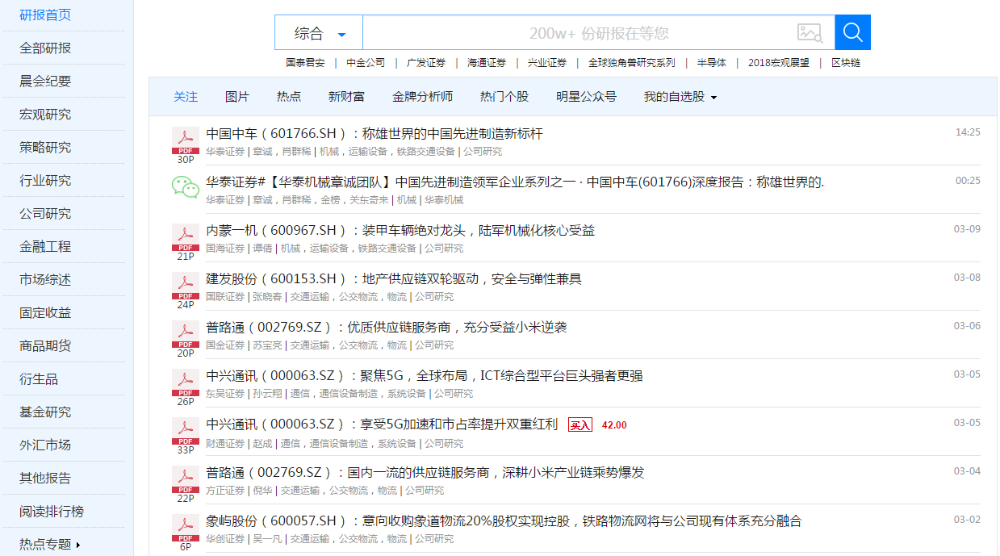 研报首页
全部研报
晨会纪要
宏观研究
策略研究
行业研究
公司研究
金融工程
市场综述
固定收益
商品期货
衍生品
基金研究
外汇市场
其他报告
阅读排行榜
热点专题
综合 200w+ 份研报在等您
国泰君安 | 中金公司 | 广发证券 | 海通证券 | 兴业证券 | 全球独角兽研究系列 | 半导体 | 2018宏观展望 | 区块链
关注 图片 热点 新财富 金牌分析师 热门个股 明星公众号 我的自选股
中国中车（601766.SH）：称雄世界的中国先进制造新标杆 14:25
PDF 华泰证券 | 章诚，肖群稀 | 机械，运输设备，铁路交通设备 | 公司研究
30P
华泰证券#【华泰机械章诚团队】中国先进制造领军企业系列之一 · 中国中车(601766)深度报告：称雄世界的.. 00:25
华泰证券 | 章诚，肖群稀，金榜，关东奇来 | 机械 | 华泰机械
内蒙一机（600967.SH）：装甲车辆绝对龙头，陆军机械化核心受益 03-09
PDF 国海证券 | 谭倩 | 机械，运输设备，铁路交通设备 | 公司研究
21P
建发股份（600153.SH）：地产供应链双轮驱动，安全与弹性兼具 03-08
PDF 国联证券 | 张晓春 | 交通运输，公交物流，物流 | 公司研究
24P
普路通（002769.SZ）：优质供应链服务商，充分受益小米逆袭 03-06
PDF 国金证券 | 苏宝亮 | 交通运输，公交物流，物流 | 公司研究
20P
中兴通讯（000063.SZ）：聚焦5G，全球布局，ICT综合型平台巨头强者更强 03-05
PDF 东吴证券 | 孙云翔 | 通信，通信设备制造，系统设备 | 公司研究
26P
中兴通讯（000063.SZ）：享受5G加速和市占率提升双重红利 买入 42.00 03-05
PDF 财通证券 | 赵成 | 通信，通信设备制造，系统设备 | 公司研究
33P
普路通（002769.SZ）：国内一流的供应链服务商，深耕小米产业链乘势爆发 03-04
PDF 方正证券 | 倪华 | 交通运输，公交物流，物流 | 公司研究
22P
象屿股份（600057.SH）：意向收购象道物流20%股权实现控股，铁路物流网将与公司现有体系充分融合 03-02
PDF 华创证券 | 吴一凡 | 交通运输，公交物流，物流 | 公司研究
6P